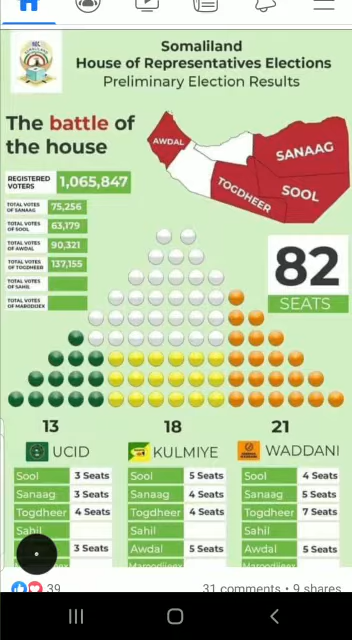 Somaliland
House of Representatives Elections
Preliminary Election Results
The battle of
the house
AWDAL
SANAAG
TOGDHEER
SOOL
REGISTERED
VOTERS
1,065,847
TOTAL VOTES
OF SANAAG
75,256
TOTAL VOTES
OF SOOL
63,179
TOTAL VOTES
OF AWDAL
90,321
TOTAL VOTES
OF TOGDHEER
137,155
TOTAL VOTES
OF SAHIL
TOTAL VOTES
OF MAROODIJEX
82
SEATS
13
18
21
UCID
KULMIYE
WADDANI
Sool 3 Seats
Sool 5 Seats
Sool 4 Seats
Sanaag 3 Seats
Sanaag 4 Seats
Sanaag 5 Seats
Togdheer 4 Seats
Togdheer 4 Seats
Togdheer 7 Seats
Sahil
Sahil
Sahil
3 Seats
Awdal 5 Seats
Awdal 5 Seats
39
31 comments • 9 shares